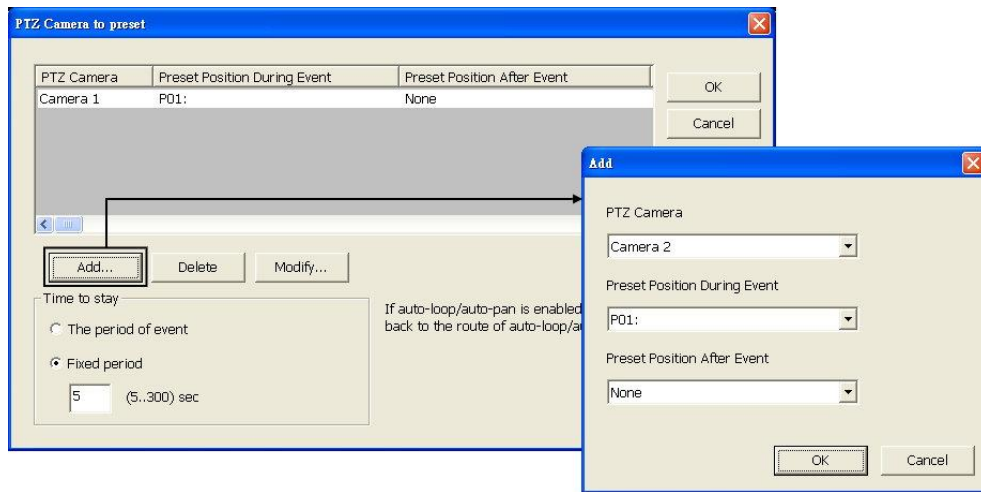 PTZ Camera to preset
PTZ Camera Preset Position During Event Preset Position After Event
Camera 1 P01: None
OK
Cancel
Add... Delete Modify...
Time to stay
The period of event
Fixed period
5 (5..300) sec
If auto-loop/auto-pan is enabled
back to the route of auto-loop/a
Add
PTZ Camera
Camera 2
Preset Position During Event
P01:
Preset Position After Event
None
OK Cancel